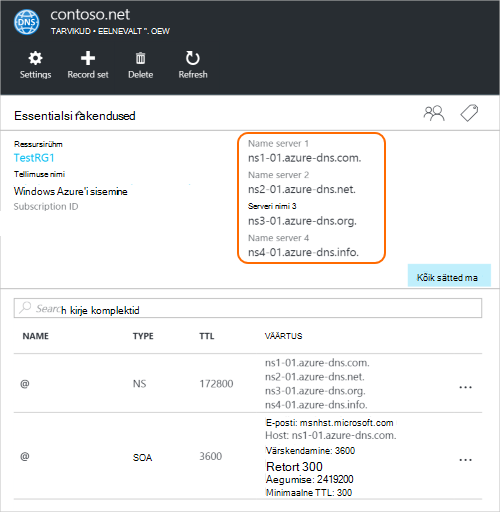 DNS
contoso.net
TARVIKUD • EELNEVALT ". OEW
Settings
Record set
Delete
Refresh
Essentialsi rakendused
Ressursirühm
TestRG1
Tellimuse nimi
Windows Azure'i sisemine
Subscription ID
Name server 1
ns1-01.azure-dns.com.
Name server 2
ns2-01.azure-dns.net.
Serveri nimi 3
ns3-01.azure-dns.org.
Name server 4
ns4-01.azure-dns.info.
Kõik sätted ma
Search kirje komplektid
NAME TYPE TTL VÄÄRTUS
@ NS 172800
ns1-01.azure-dns.com.
ns2-01.azure-dns.net.
ns3-01.azure-dns.org.
ns4-01.azure-dns.info.
...
@ SOA 3600
E-posti: msnhst.microsoft.com
Host: ns1-01.azure-dns.com.
Värskendamine: 3600
Retort 300
Aegumise: 2419200
Minimaalne TTL: 300
...